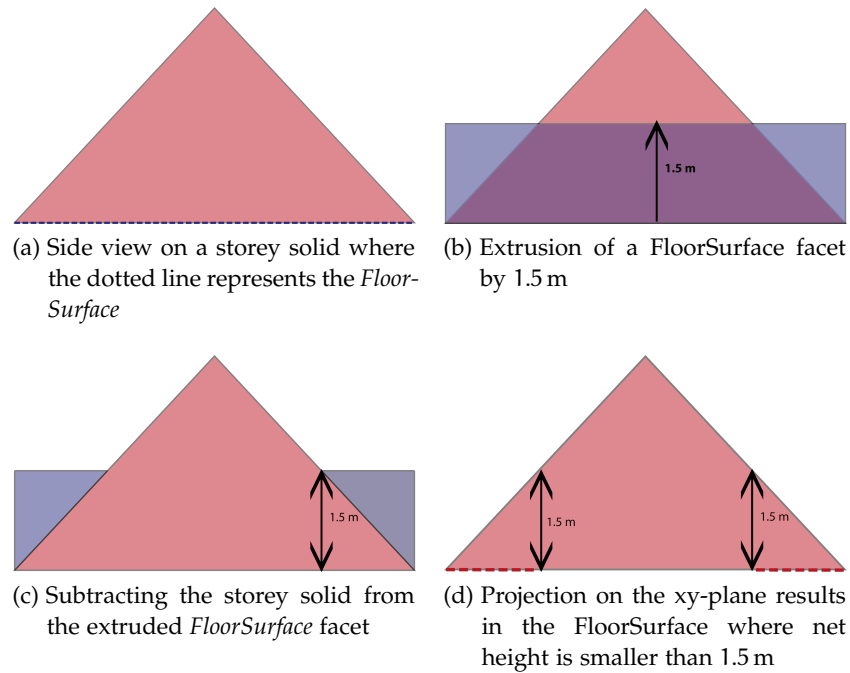 1.5 m
(a) Side view on a storey solid where
the dotted line represents the Floor-
Surface
(b) Extrusion of a FloorSurface facet
by 1.5 m
1.5 m
1.5 m
1.5 m
(c) Subtracting the storey solid from
the extruded FloorSurface facet
(d) Projection on the xy-plane results
in the FloorSurface where net
height is smaller than 1.5 m